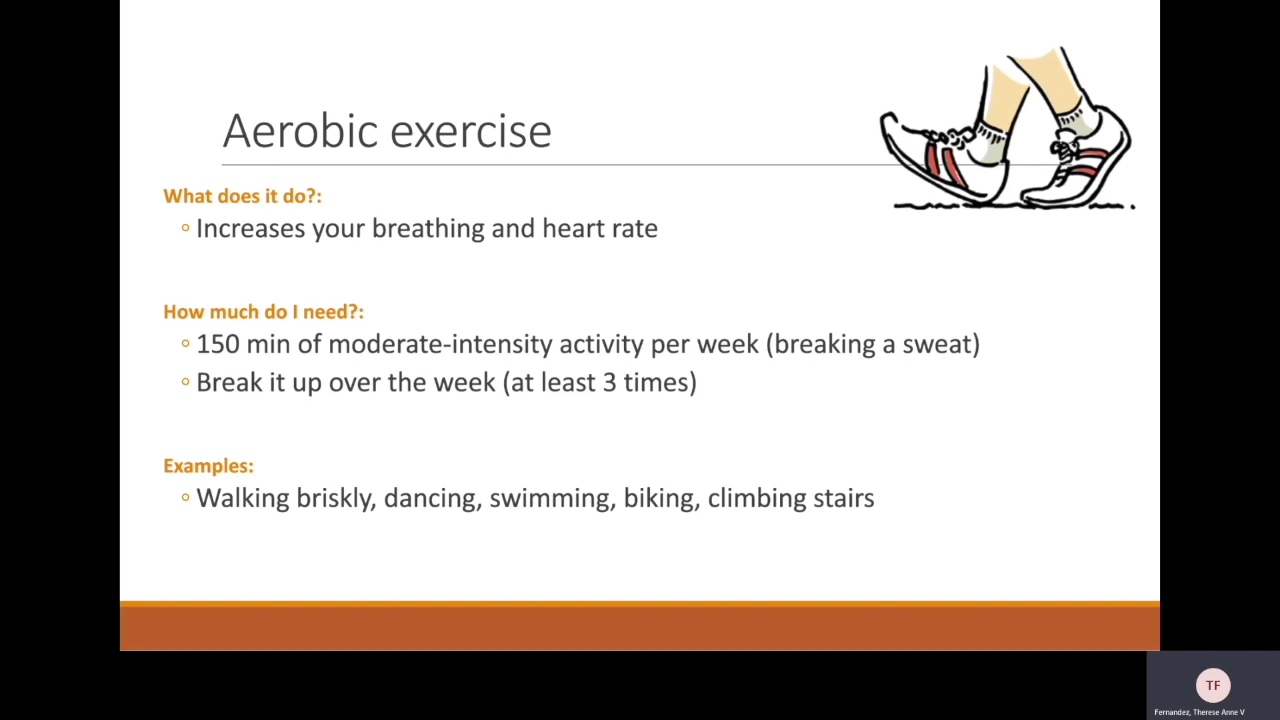 Aerobic exercise
What does it do?:
◦ Increases your breathing and heart rate
How much do I need?:
◦ 150 min of moderate-intensity activity per week (breaking a sweat)
◦ Break it up over the week (at least 3 times)
Examples:
◦ Walking briskly, dancing, swimming, biking, climbing stairs
TF
Fernandez, Therese Anne V